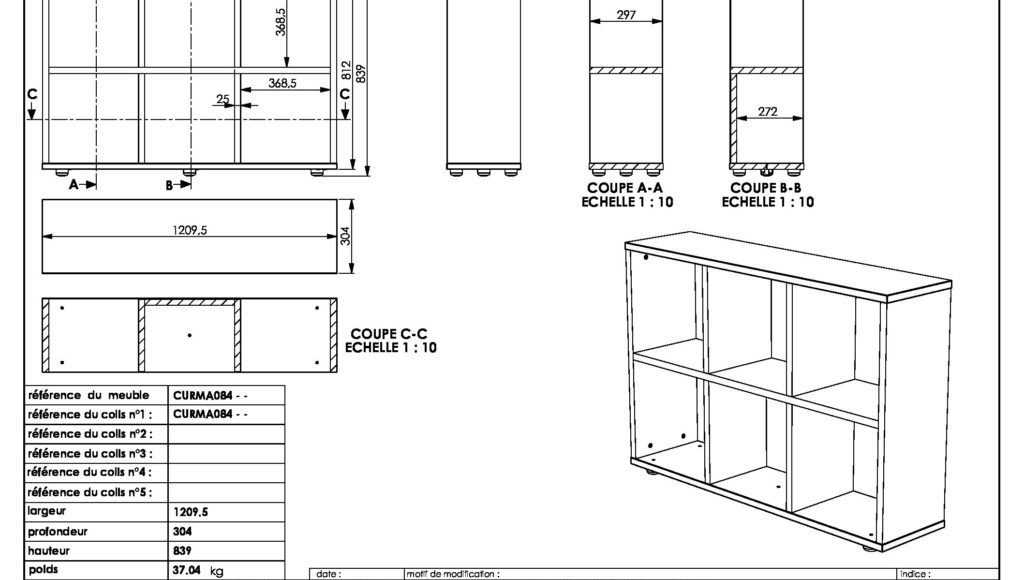 368,5
812
839
297
368,5
25
272
C
C
A
B
COUPE A-A
ECHELLE 1 : 10
COUPE B-B
ECHELLE 1 : 10
1209,5
304
COUPE C-C
ECHELLE 1 : 10
référence du meuble CURMA084 - -
référence du colis n°1 : CURMA084 - -
référence du colis n°2 :
référence du colis n°3 :
référence du colis n°4 :
référence du colis n°5 :
largeur 1209.5
profondeur 304
hauteur 839
poids 37.04 kg
date : motif de modification : indice :